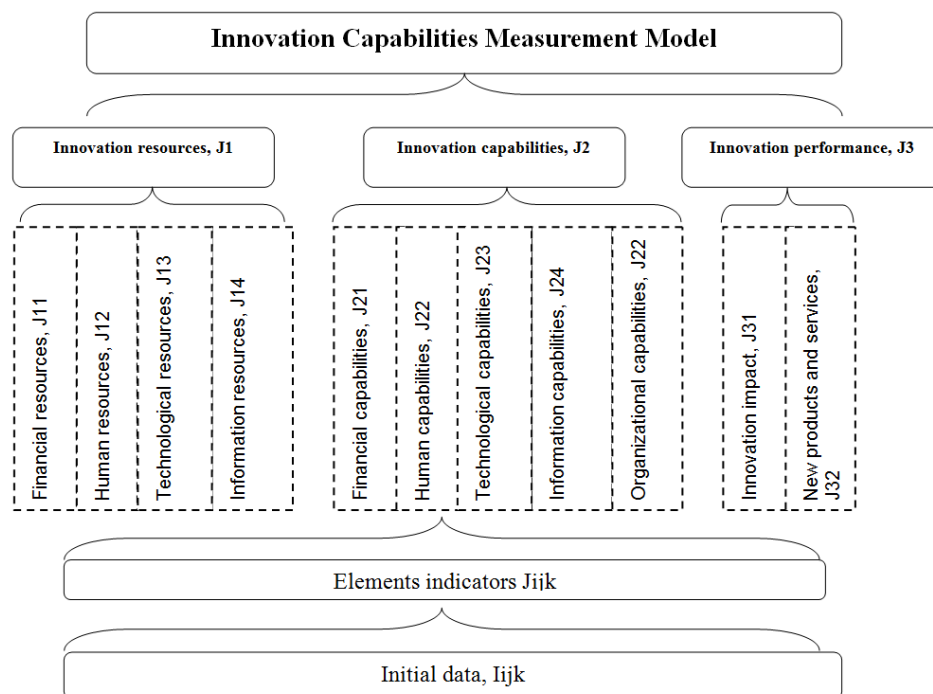 Innovation Capabilities Measurement Model
Innovation resources, J1
Innovation capabilities, J2
Innovation performance, J3
Financial resources, J11
Human resources, J12
Technological resources, J13
Information resources, J14
Financial capabilities, J21
Human capabilities, J22
Technological capabilities, J23
Information capabilities, J24
Organizational capabilities, J22
Innovation impact, J31
New products and services,
J32
Elements indicators Jijk
Initial data, Iijk